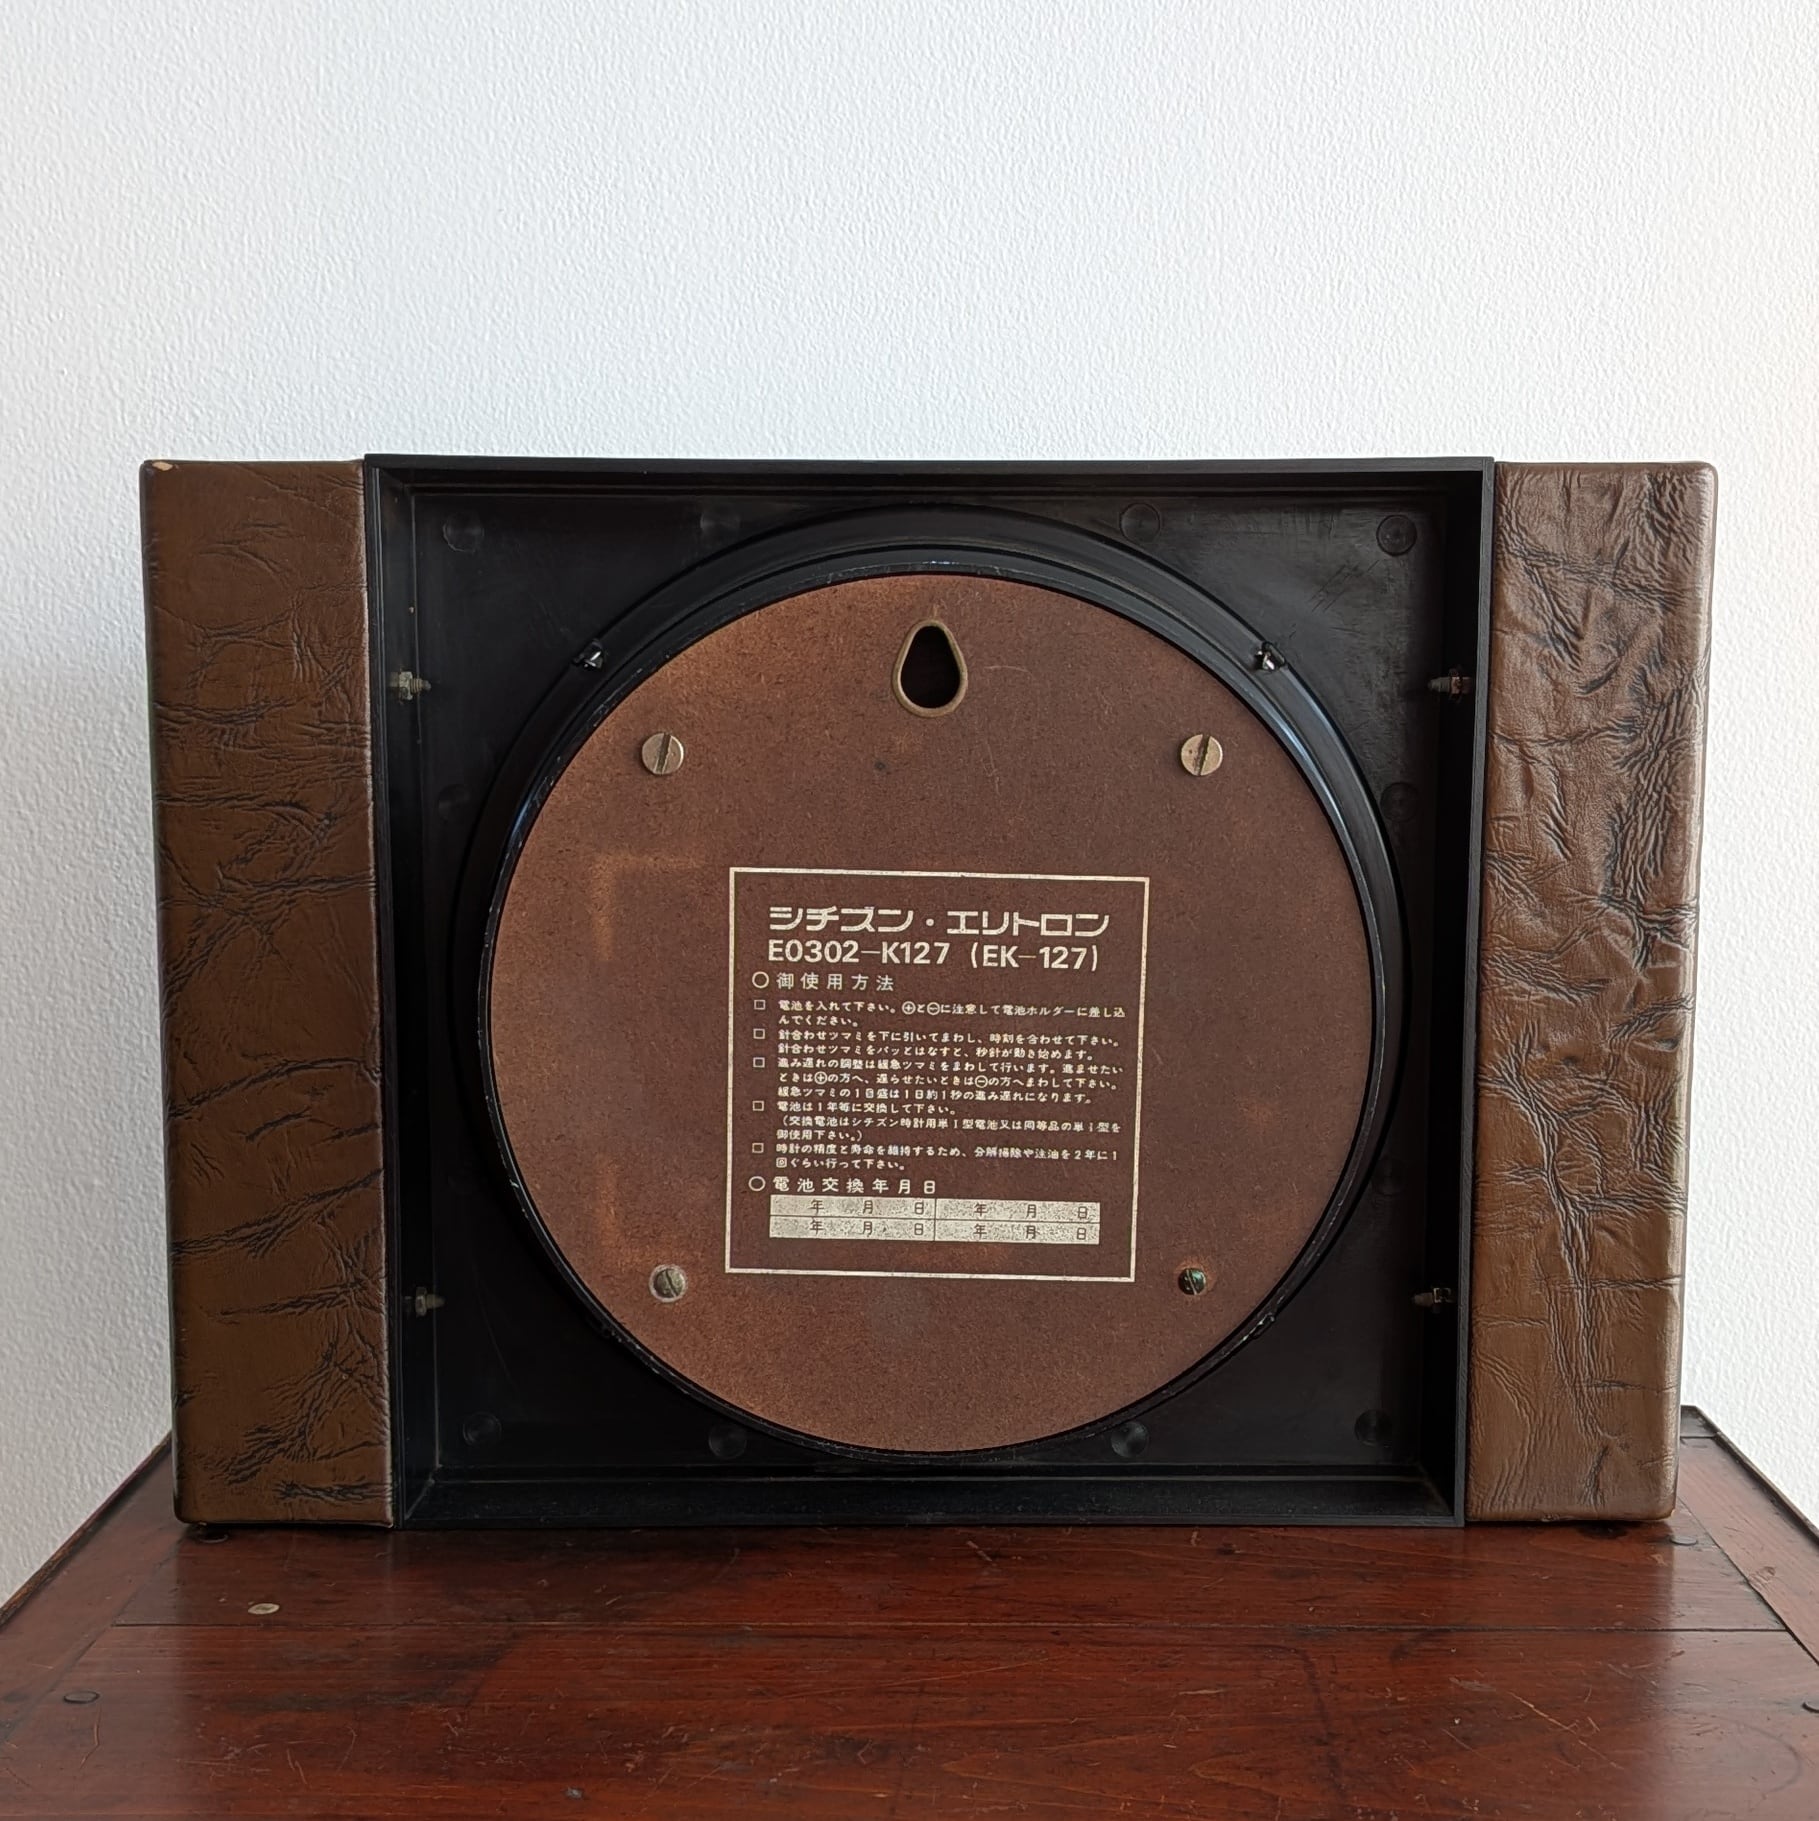 シチズン・エリトロン
E0302-K127 (EK-127)
○御使用方法
□ 電池を入れて下さい。⊕と⊖に注意して電池ホルダーに差し込
んでください。
□ 針合わせツマミを下に引いてまわし、時刻を合わせて下さい。
針合わせツマミをパッとはなすと、秒針が動き始めます。
□ 進み遅れの調整は緩急ツマミをまわして行います。進ませたい
ときは⊕の方へ、遅らせたいときは⊖の方へまわして下さい。
緩急ツマミの1目盛は1日約1秒の進み遅れになります。
□ 電池は1年毎に交換して下さい。
(交換電池はシチズン時計用単1型電池又は同等品の単1型を
御使用下さい。)
□ 時計の精度と寿命を維持するため、分解掃除や注油を2年に1
回ぐらい行って下さい。
○電池交換年月日
年 月 日 年 月 日
年 月 日 年 月 日